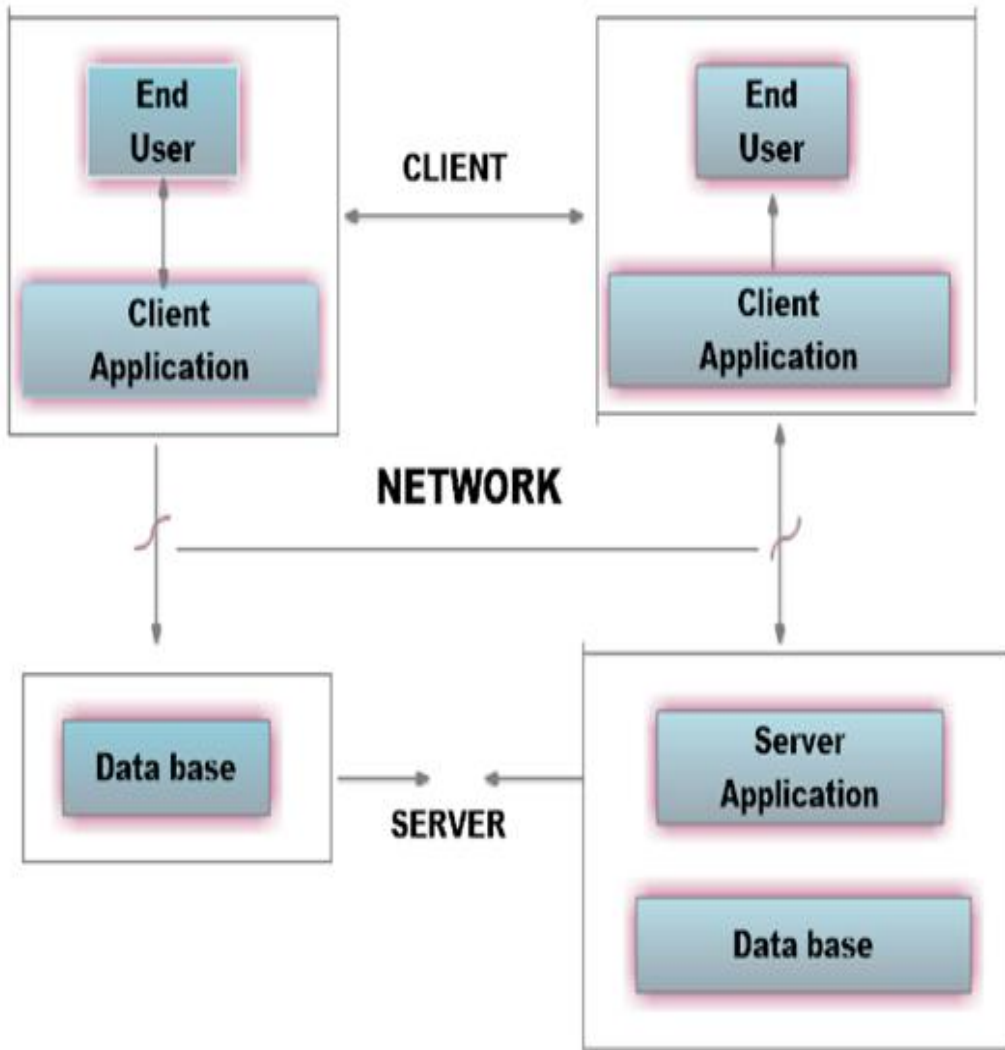 End
User
CLIENT
End
User
Client
Application
Client
Application
NETWORK
Data base
SERVER
Server
Application
Data base